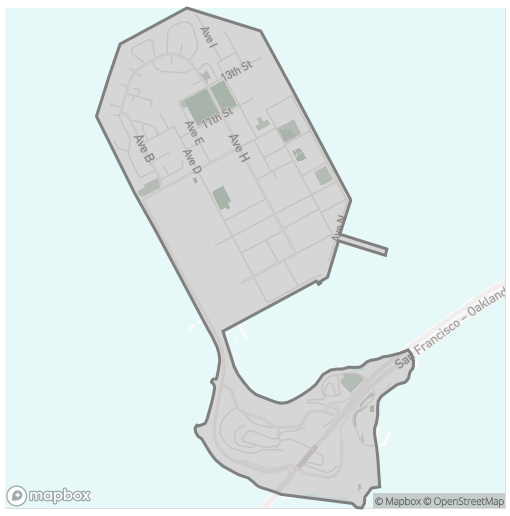 Ave I
13th St
11th St
Ave E
Ave H
Ave B
Ave D
Ave N
San Francisco – Oakland
mapbox
© Mapbox © OpenStreetMap